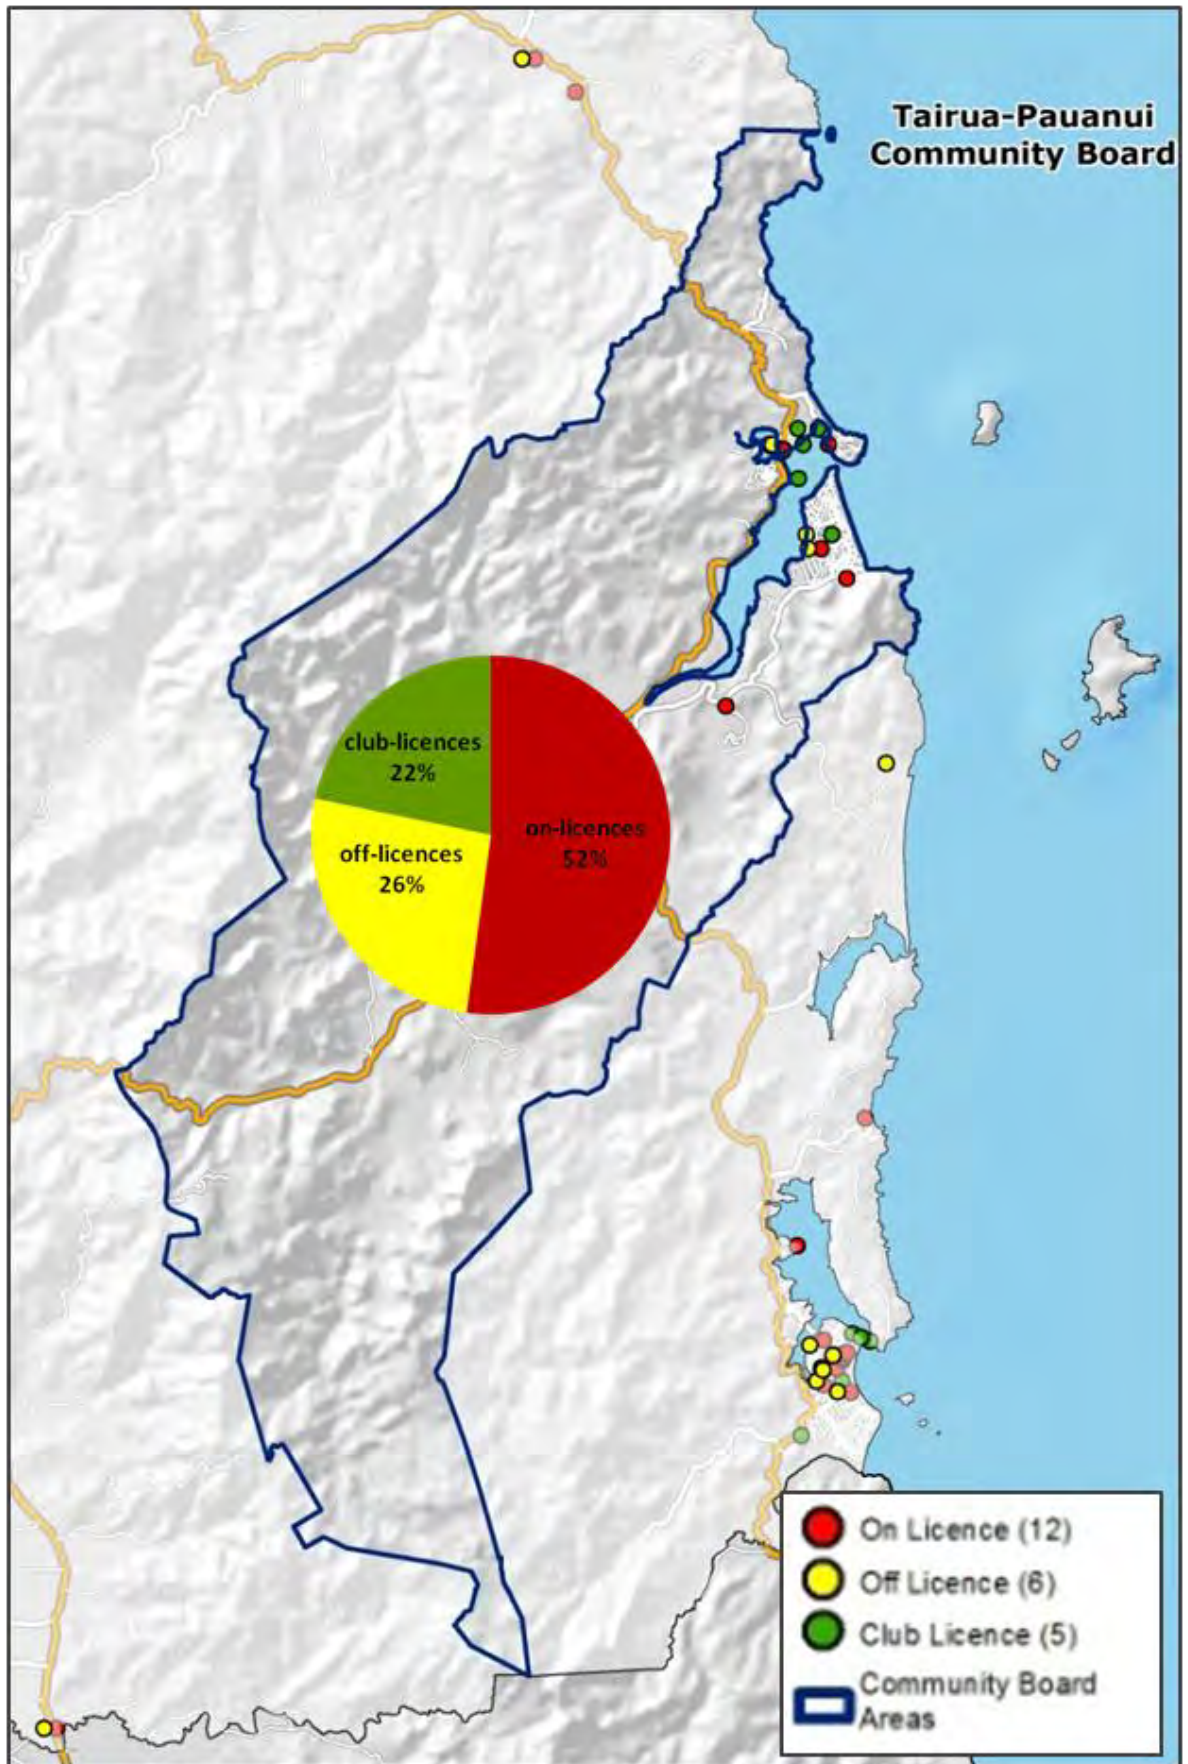 Tairua-Pauanui
Community Board
club-licences
22%
on-licences
52%
off-licences
26%
On Licence (12)
Off Licence (6)
Club Licence (5)
Community Board
Areas